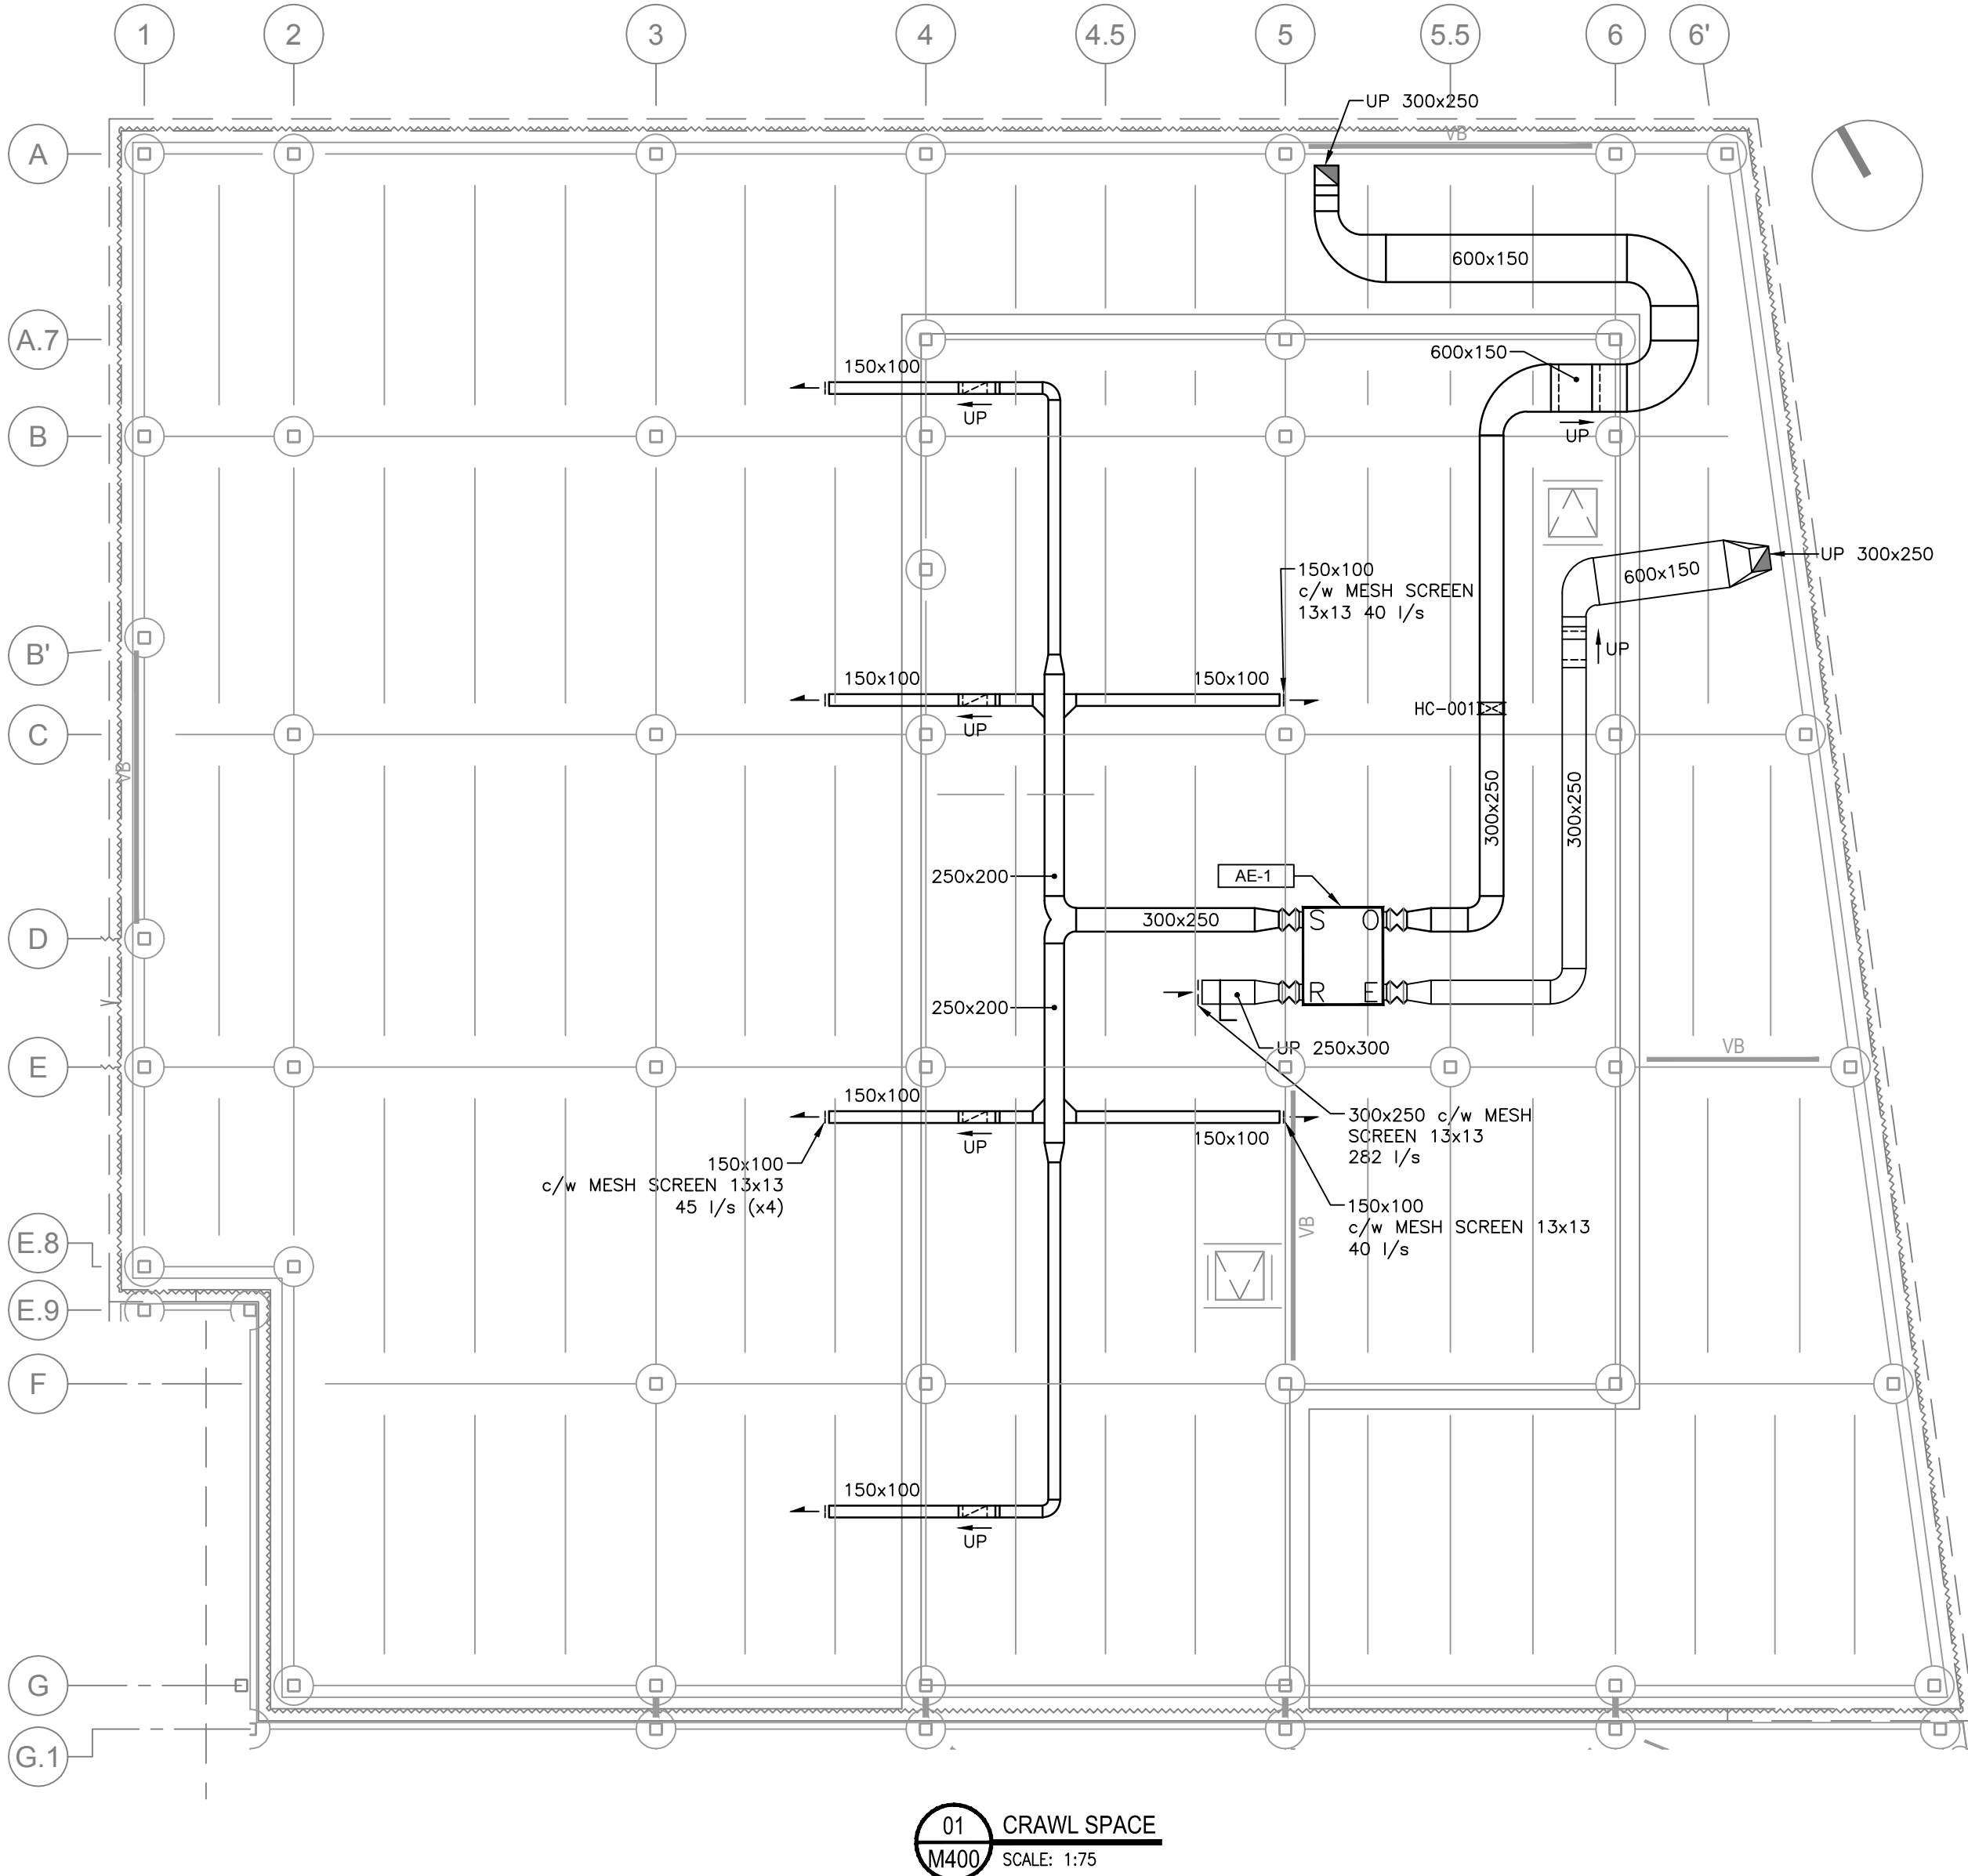 1
2
3
4
4.5
5
5.5
6
6'
UP 300x250
VB
A
600x150
A.7
600x150
150x100
UP
UP
B
UP 300x250
150x100
c/w MESH SCREEN
13x13 40 l/s
600x150
B'
UP
150x100
150x100
HC-001
UP
C
VB
300x250
300x250
250x200
AE-1
300x250
S
O
D
R
E
250x200
UP 250x300
VB
E
150x100
300x250 c/w MESH
SCREEN 13x13
282 l/s
UP
150x100
150x100
c/w MESH SCREEN 13x13
45 l/s (x4)
150x100
c/w MESH SCREEN 13x13
40 l/s
VB
E.8
E.9
F
150x100
UP
G
G.1
01
M400
CRAWL SPACE
SCALE: 1:75